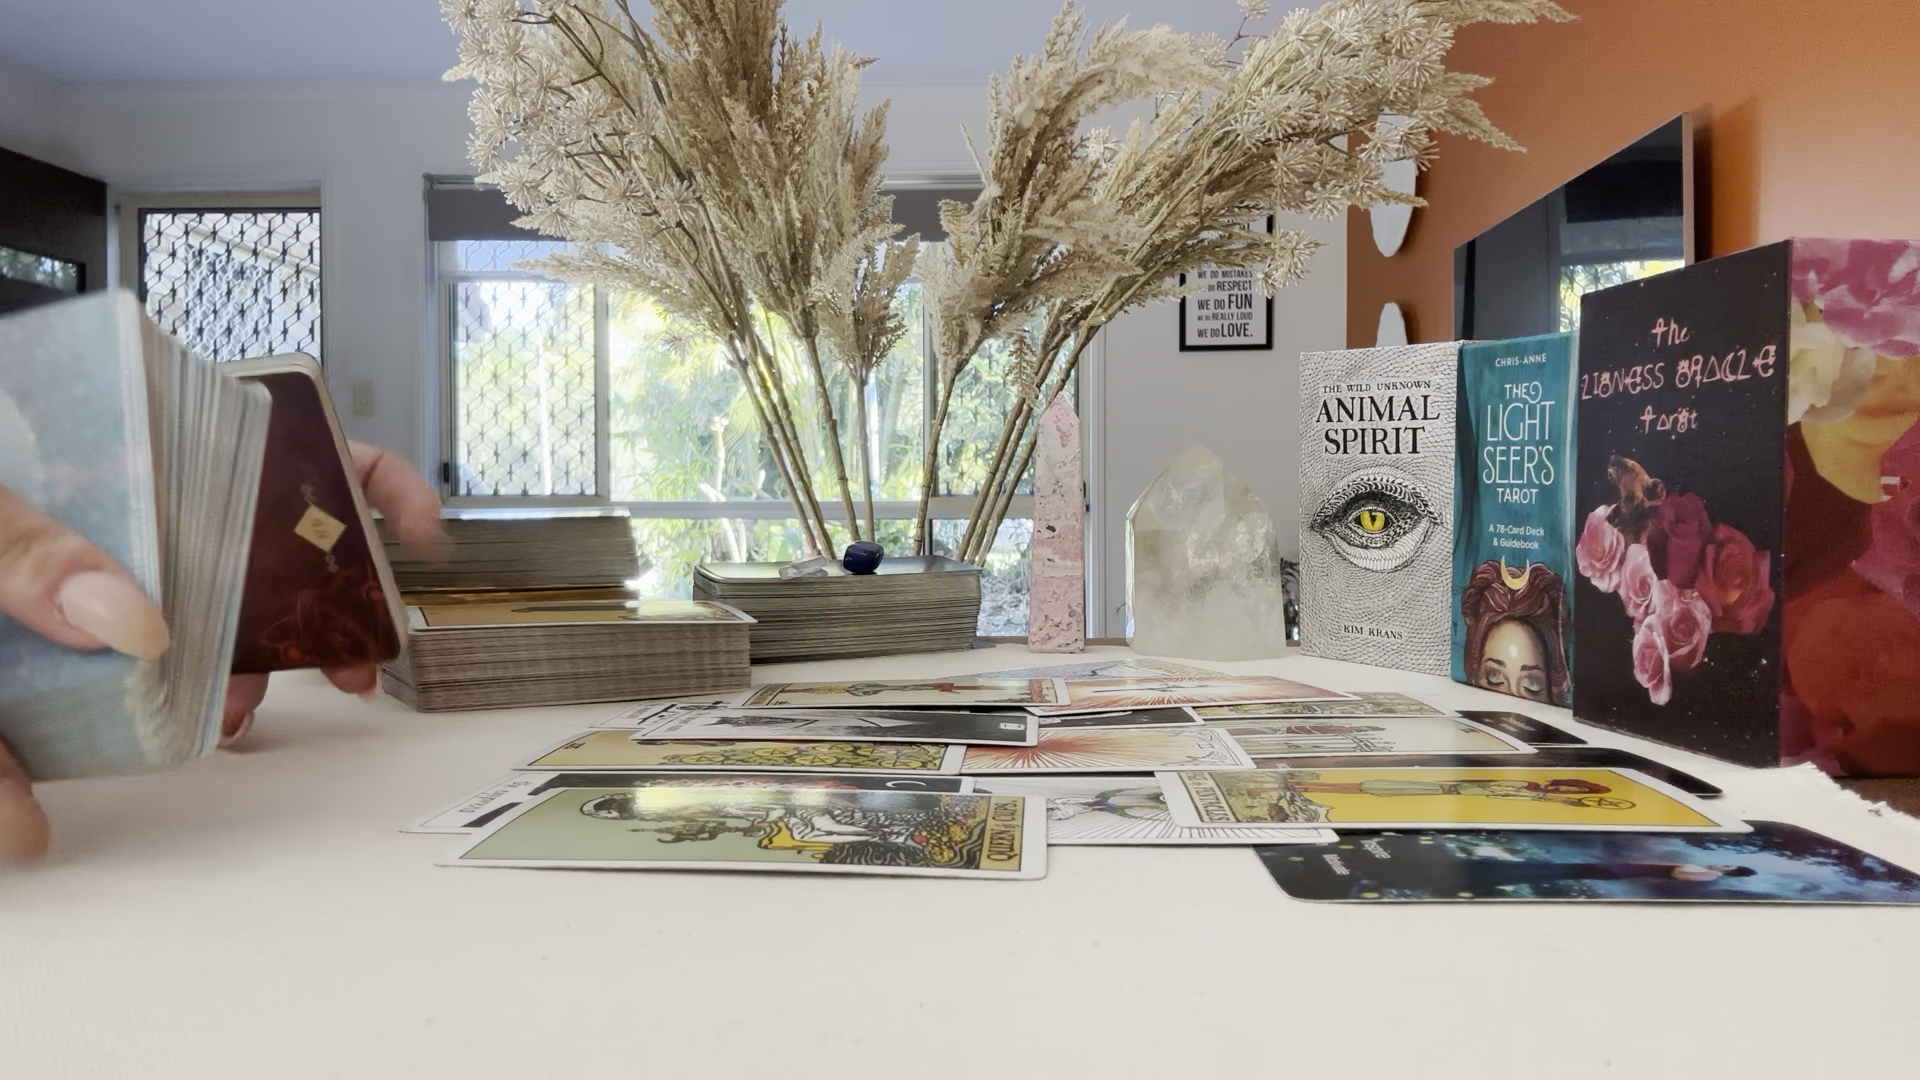 WE DO MISTAKES
RESPECT
WE DO FUN
WE DO REALLY LOUD
WE DO LOVE.
THE WILD UNKNOWN
ANIMAL
SPIRIT
KIM KRANS
CHRIS-ANNE
THE
LIGHT
SEER'S
TAROT
A 78-Card Deck
& Guidebook
the
LIONESS ORACLE
tarot
QUEEN of CUPS.
Inspire